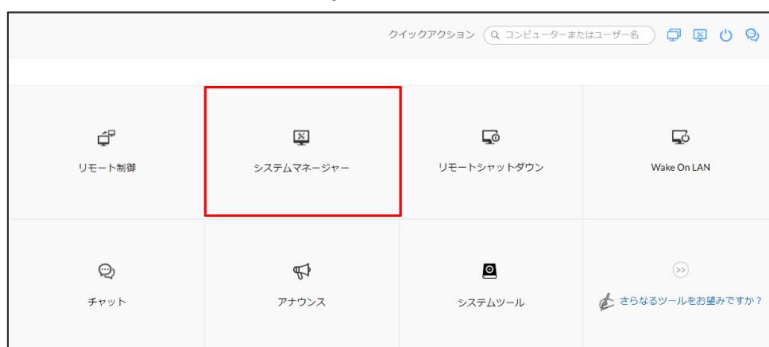 クイックアクション コンピューターまたはユーザー名
リモート制御 システムマネージャー リモートシャットダウン Wake On LAN
チャット アナウンス システムツール さらなるツールをお望みですか？